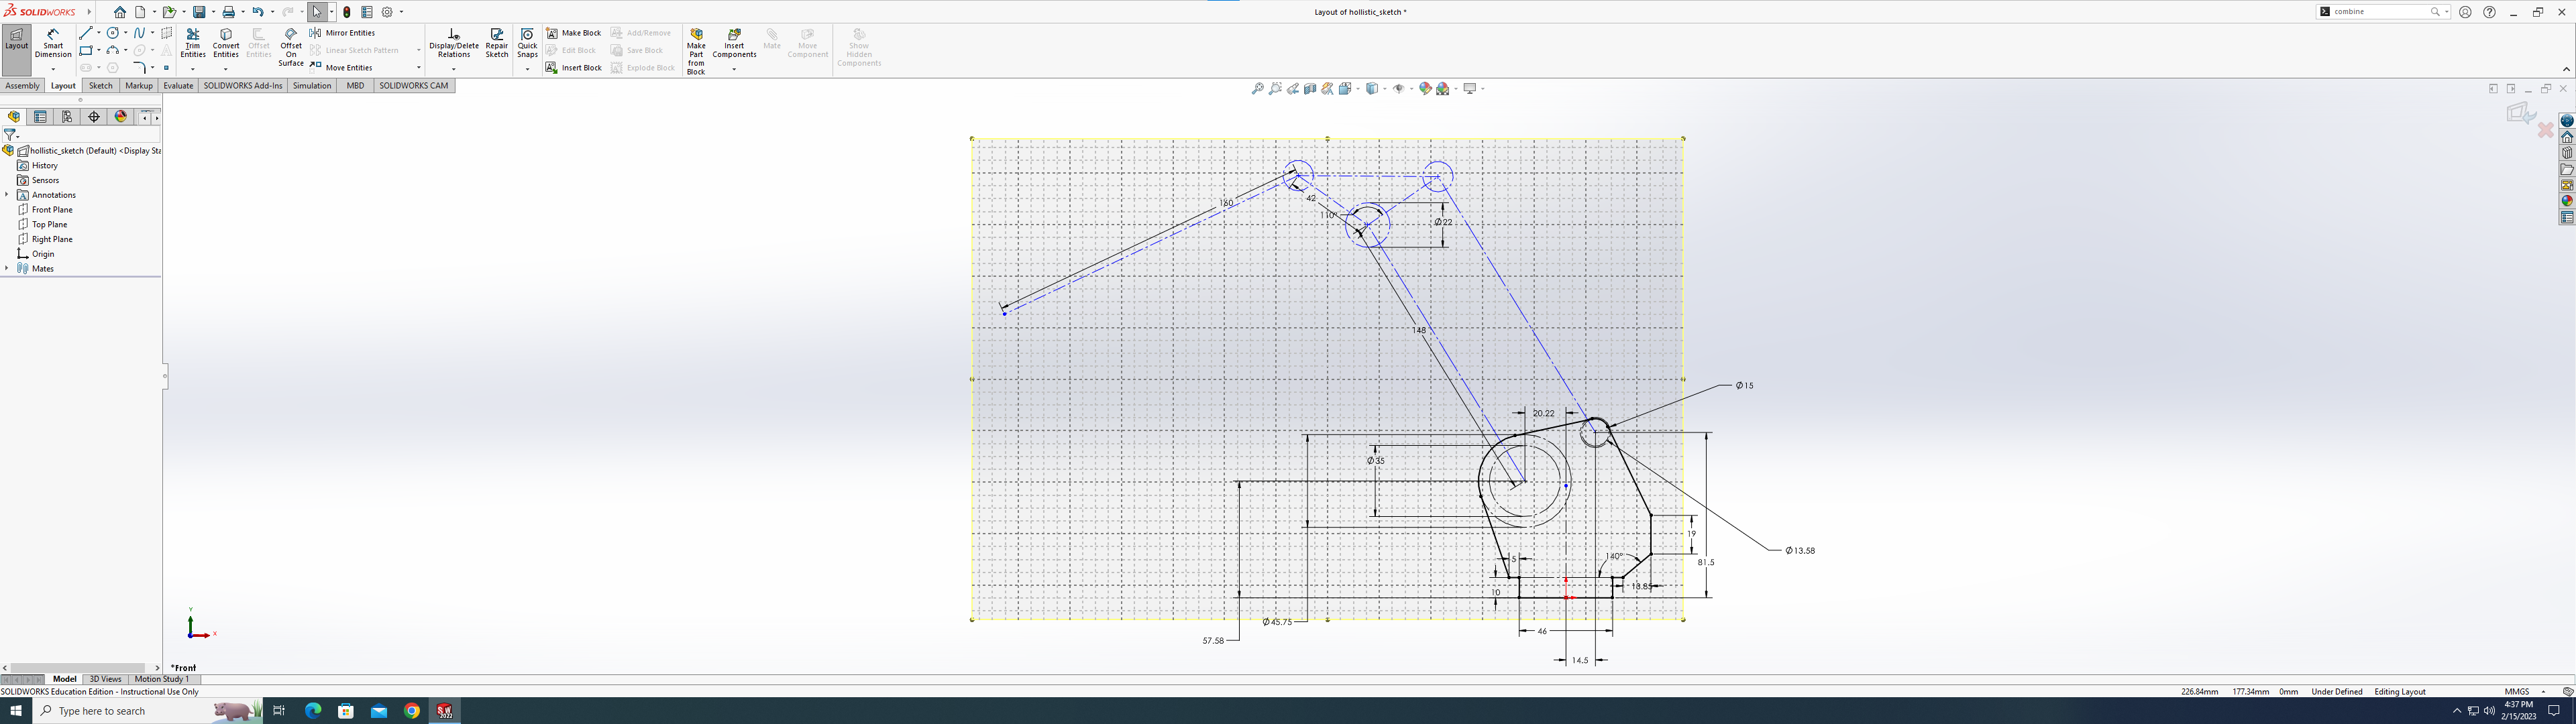 SOLIDWORKS
Layout of hollistic_sketch *
combine
Layout
Smart Dimension
Trim Entities
Convert Entities
Offset Entities
Offset On Surface
Mirror Entities
Linear Sketch Pattern
Move Entities
Display/Delete Relations
Repair Sketch
Quick Snaps
Make Block
Edit Block
Insert Block
Add/Remove
Save Block
Explode Block
Make Part from Block
Insert Components
Mate
Move Component
Show Hidden Components
Assembly
Layout
Sketch
Markup
Evaluate
SOLIDWORKS Add-Ins
Simulation
MBD
SOLIDWORKS CAM
hollistic_sketch (Default) <Display Sta
History
Sensors
Annotations
Front Plane
Top Plane
Right Plane
Origin
Mates
160
42
110°
Ø22
148
Ø15
20.22
Ø35
19
Ø13.58
140°
5
81.5
13.85
10
Ø45.75
46
57.58
14.5
Y
X
*Front
Model
3D Views
Motion Study 1
SOLIDWORKS Education Edition - Instructional Use Only
226.84mm
177.34mm
0mm
Under Defined
Editing Layout
MMGS
Type here to search
SW
2022
4:37 PM
2/15/2023